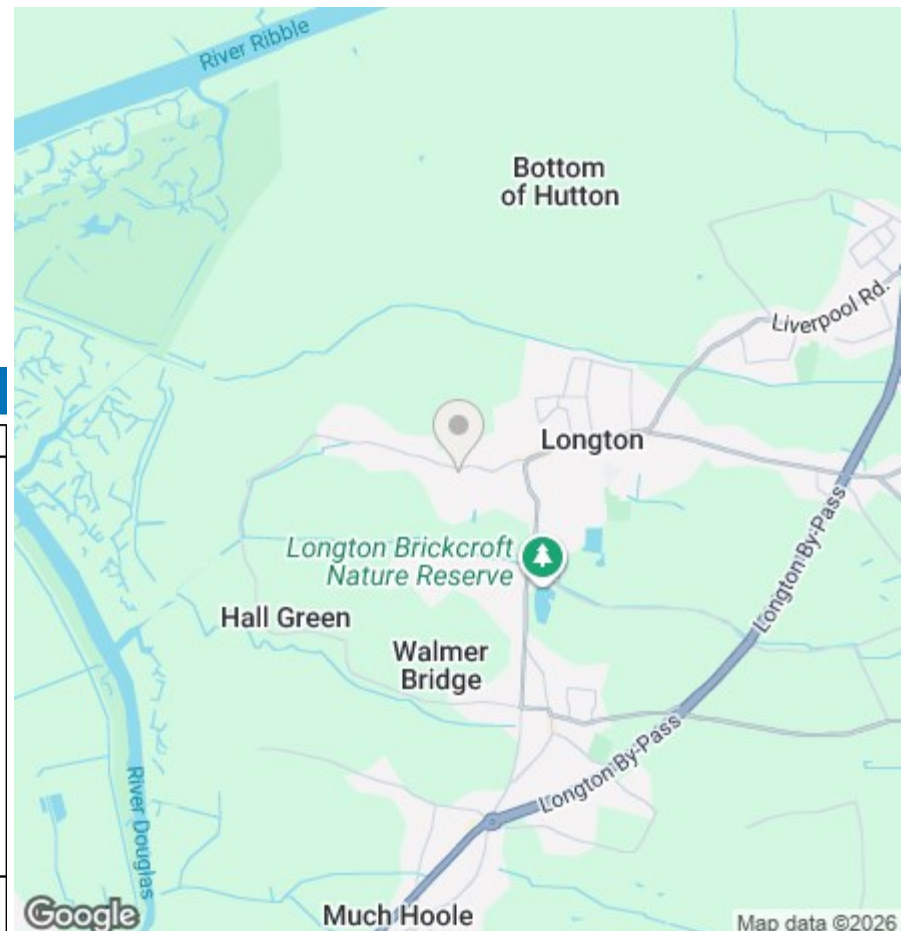 River Ribble
Bottom
of Hutton
Liverpool Rd.
Longton
Longton Brickcroft
Nature Reserve
Hall Green
Walmer
Bridge
Longton By-Pass
Longton By-Pass
River Douglas
Much Hoole
Google
Map data ©2026